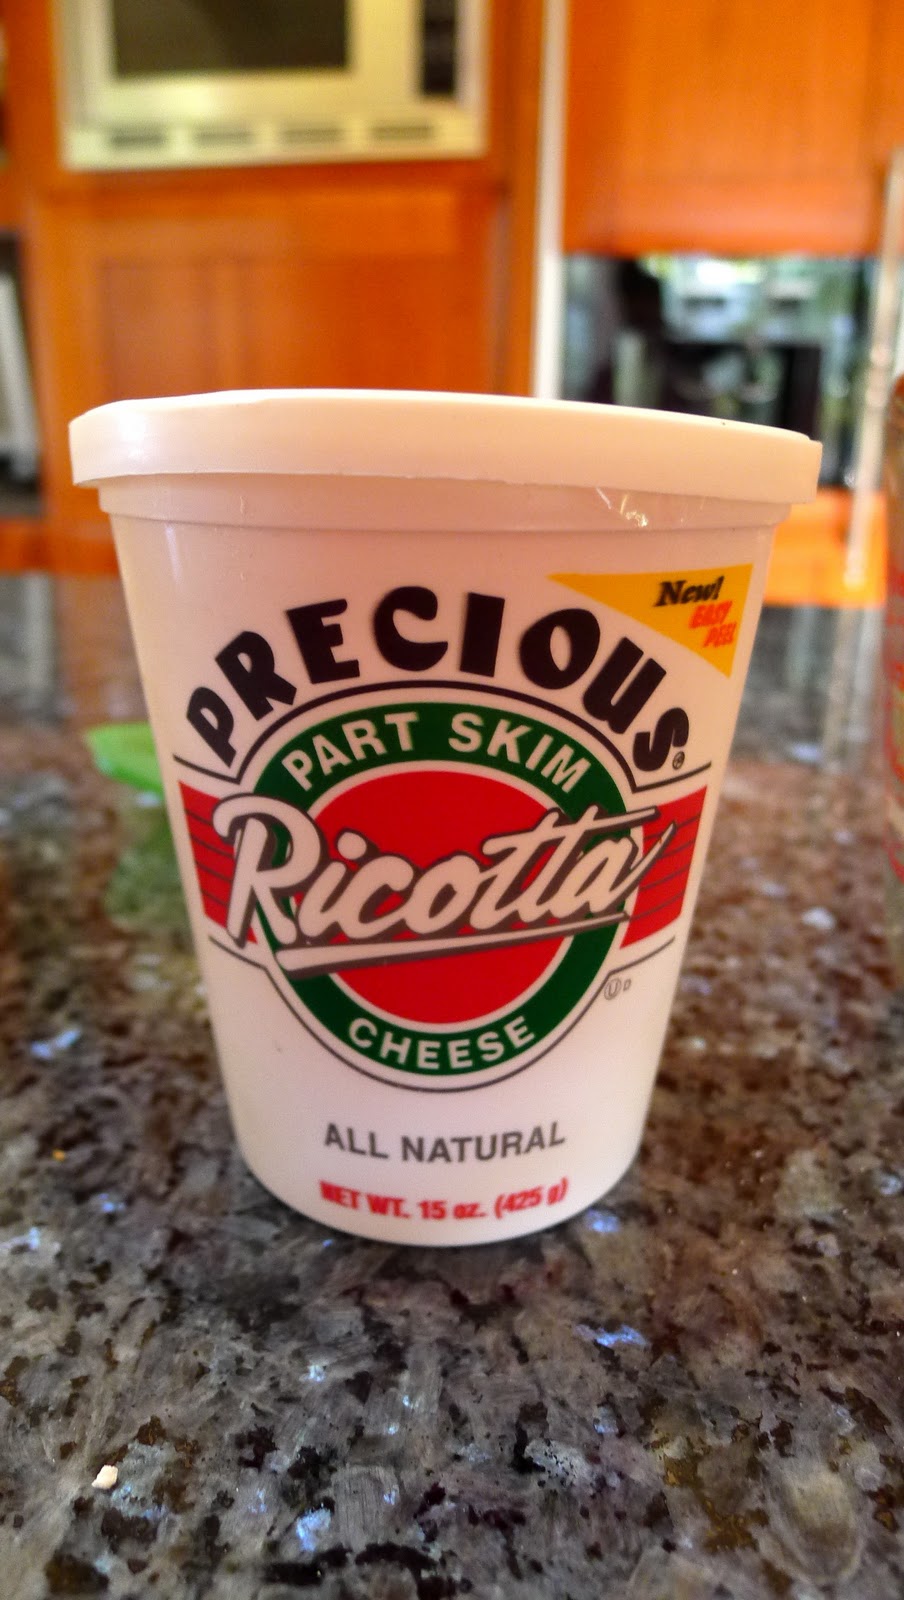 New!
EASY
PEEL
PRECIOUS®
PART SKIM
Ricotta
CHEESE
Ⓤ D
ALL NATURAL
NET WT. 15 oz. (425 g)